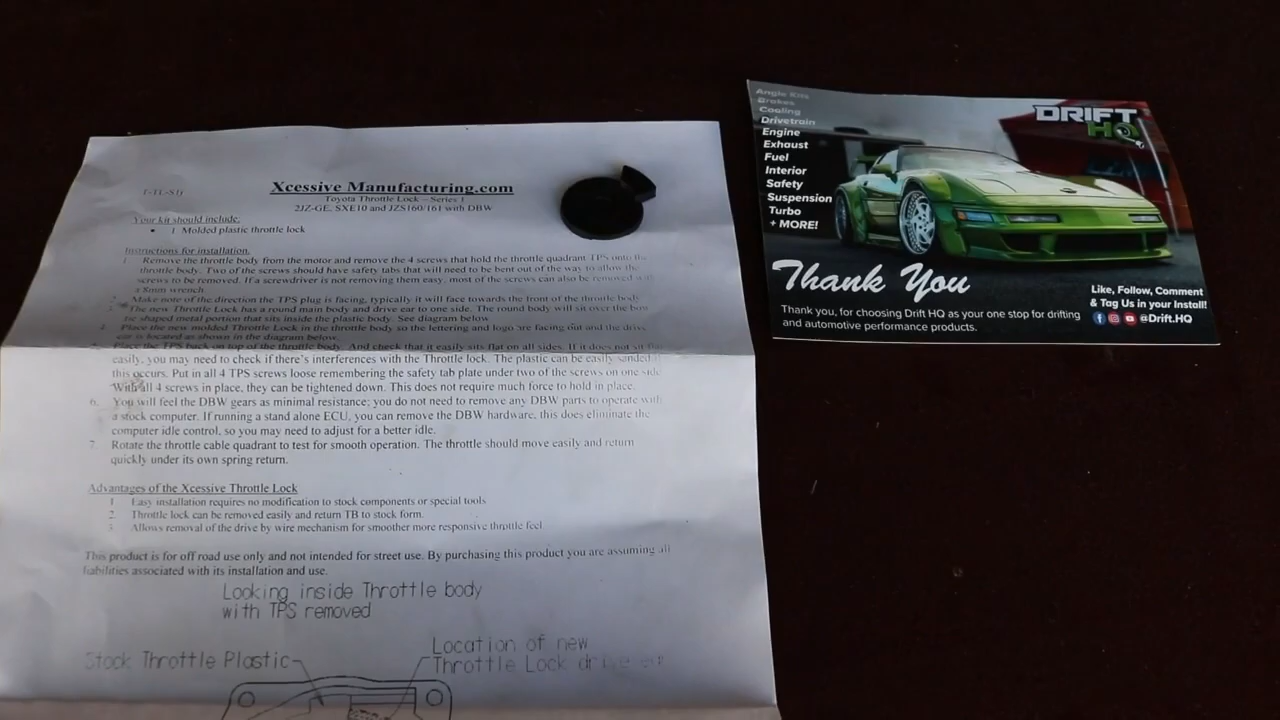 Xcessive Manufacturing.com
Toyota Throttle Lock – Series 1
2JZ-GE, SXE10 and JZS160/161 with DBW
Your kit should include:
• 1 Molded plastic throttle lock
Instructions for installation.
1. Remove the throttle body from the motor and remove the 4 screws that hold the throttle quadrant TPS onto the
throttle body. Two of the screws should have safety tabs that will need to be bent out of the way to allow the
screws to be removed. If a screwdriver is not removing them easy, most of the screws can also be removed with
a 8mm wrench.
2. Make note of the direction the TPS plug is facing, typically it will face towards the front of the throttle body.
3. The new Throttle Lock has a round main body and drive ear to one side. The round body will sit over the bow
tie shaped metal portion that sits inside the plastic body. See diagram below
4. Place the new molded Throttle Lock in the throttle body so the lettering and logo are facing out and the drive
ear is located as shown in the diagram below.
5. Place the TPS back on top of the throttle body. And check that it easily sits flat on all sides. If it does not sit
easily, you may need to check if there's interferences with the Throttle lock. The plastic can be easily sanded if
this occurs. Put in all 4 TPS screws loose remembering the safety tab plate under two of the screws on one side
With all 4 screws in place, they can be tightened down. This does not require much force to hold in place.
6. You will feel the DBW gears as minimal resistance; you do not need to remove any DBW parts to operate with
a stock computer. If running a stand alone ECU, you can remove the DBW hardware, this does eliminate the
computer idle control, so you may need to adjust for a better idle.
7. Rotate the throttle cable quadrant to test for smooth operation. The throttle should move easily and return
quickly under its own spring return.
Advantages of the Xcessive Throttle Lock
1. Easy installation requires no modification to stock components or special tools
2. Throttle lock can be removed easily and return TB to stock form.
3. Allows removal of the drive by wire mechanism for smoother more responsive throttle feel.
This product is for off road use only and not intended for street use. By purchasing this product you are assuming all
liabilities associated with its installation and use.
Looking inside Throttle body
with TPS removed
Location of new
Stock Throttle Plastic
Throttle Lock drive ear
Angle Kits
Brakes
Cooling
Drivetrain
Engine
Exhaust
Fuel
Interior
Safety
Suspension
Turbo
+ MORE!
DRIFT
HQ
Thank You
Thank you, for choosing Drift HQ as your one stop for drifting
and automotive performance products.
Like, Follow, Comment
& Tag Us in your Install!
@Drift.HQ